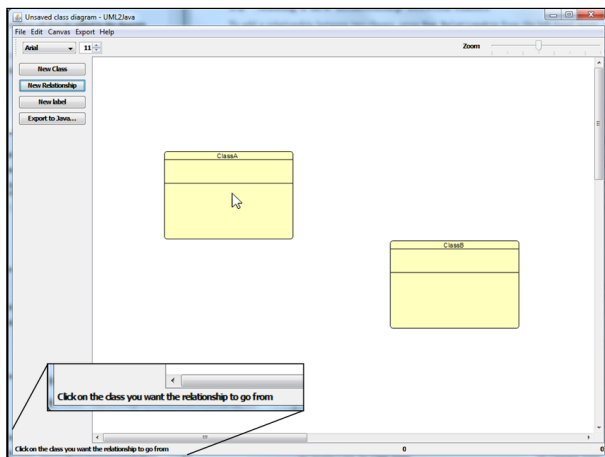 Unsaved class diagram - UML2Java
File Edit Canvas Export Help
Arial 11 Zoom
New Class
New Relationship
New label
Export to Java...
ClassA
ClassB
Click on the class you want the relationship to go from
Click on the class you want the relationship to go from 0 0